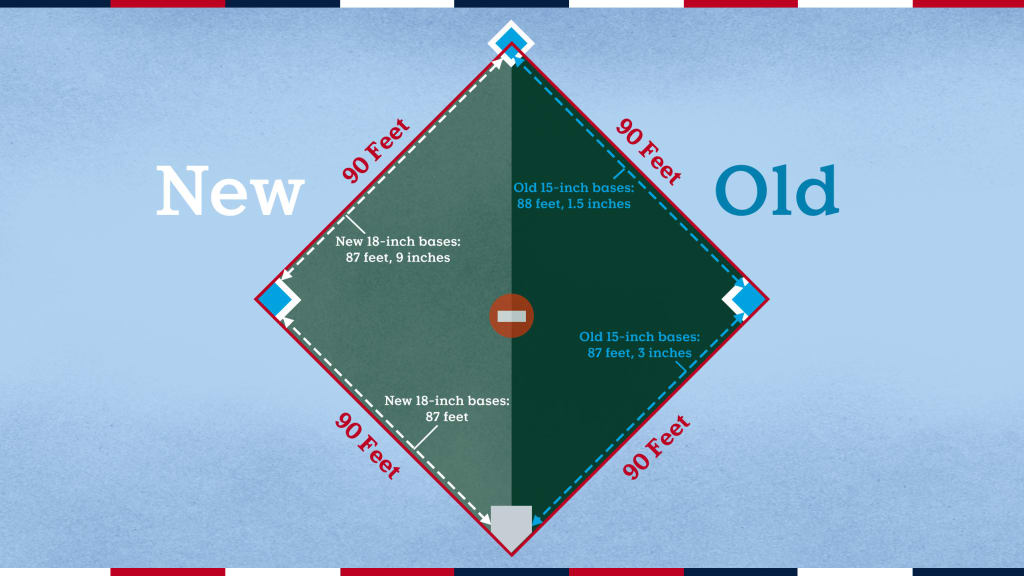 90 Feet
90 Feet
New
Old
Old 15-inch bases:
88 feet, 1.5 inches
New 18-inch bases:
87 feet, 9 inches
Old 15-inch bases:
87 feet, 3 inches
New 18-inch bases:
87 feet
90 Feet
90 Feet